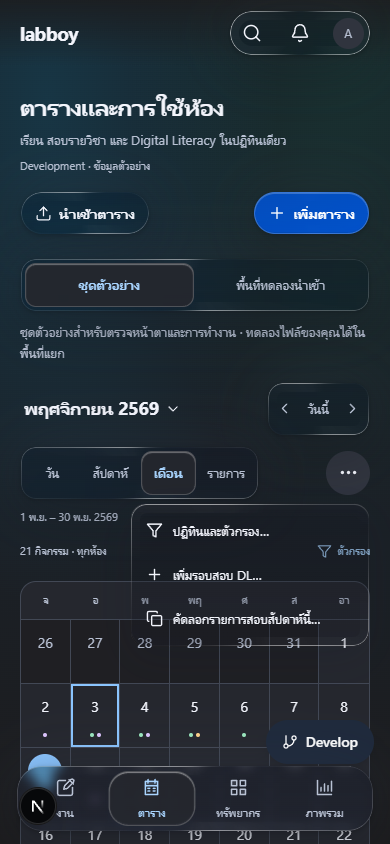 labboy
A
ตารางและการใช้ห้อง
เรียน สอบรายวิชา และ Digital Literacy ในปฏิทินเดียว
Development · ข้อมูลตัวอย่าง
นำเข้าตาราง
เพิ่มตาราง
ชุดตัวอย่าง
พื้นที่ทดลองนำเข้า
ชุดตัวอย่างสำหรับตรวจหน้าตาและการทำงาน · ทดลองไฟล์ของคุณได้ใน
พื้นที่แยก
พฤศจิกายน 2569
วันนี้
วัน สัปดาห์ เดือน รายการ
1 พ.ย. – 30 พ.ย. 2569
ปฏิทินและตัวกรอง...
21 กิจกรรม · ทุกห้อง
ตัวกรอง
เพิ่มรอบสอบ DL...
จ อ พ พฤ ศ ส อา
คัดลอกรายการสอบสัปดาห์นี้...
26 27 28 29 30 31 1
2 3 4 5 6 7 8
Develop
N
งาน ตาราง ทรัพยากร ภาพรวม
16 17 18 19 20 21 22